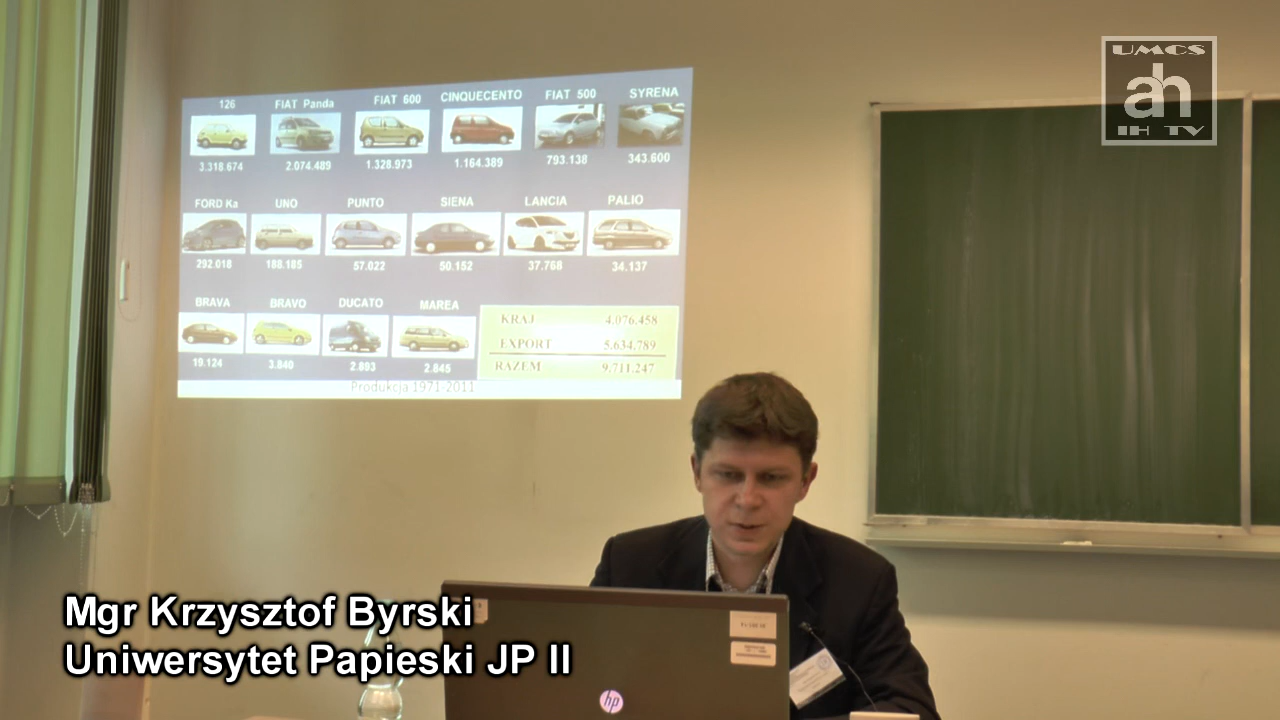 UMCS
ah
IH TV
126 FIAT Panda FIAT 600 CINQUECENTO FIAT 500 SYRENA
3.318.674 2.074.489 1.328.973 1.164.389 793.138 343.600
FORD Ka UNO PUNTO SIENA LANCIA PALIO
292.018 188.185 57.022 50.152 37.768 34.137
BRAVA BRAVO DUCATO MAREA
19.124 3.840 2.893 2.845
KRAJ 4.076.458
EXPORT 5.634.789
RAZEM 9.711.247
Produkcja 1971-2011
Mgr Krzysztof Byrski
Uniwersytet Papieski JP II
hp